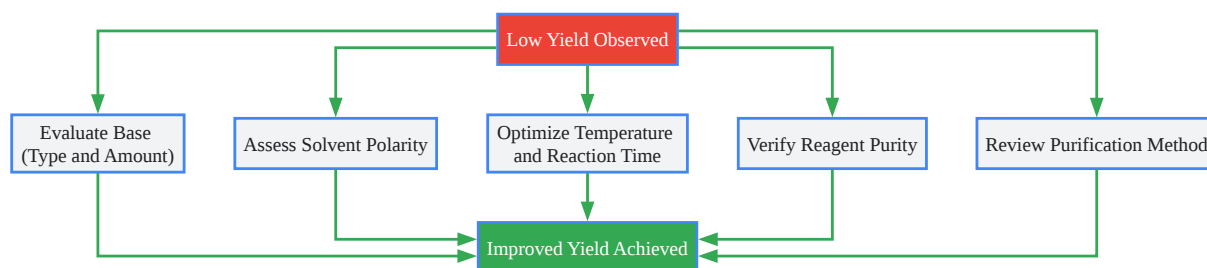 Low Yield Observed
Evaluate Base
(Type and Amount)
Assess Solvent Polarity
Optimize Temperature
and Reaction Time
Verify Reagent Purity
Review Purification Method
Improved Yield Achieved